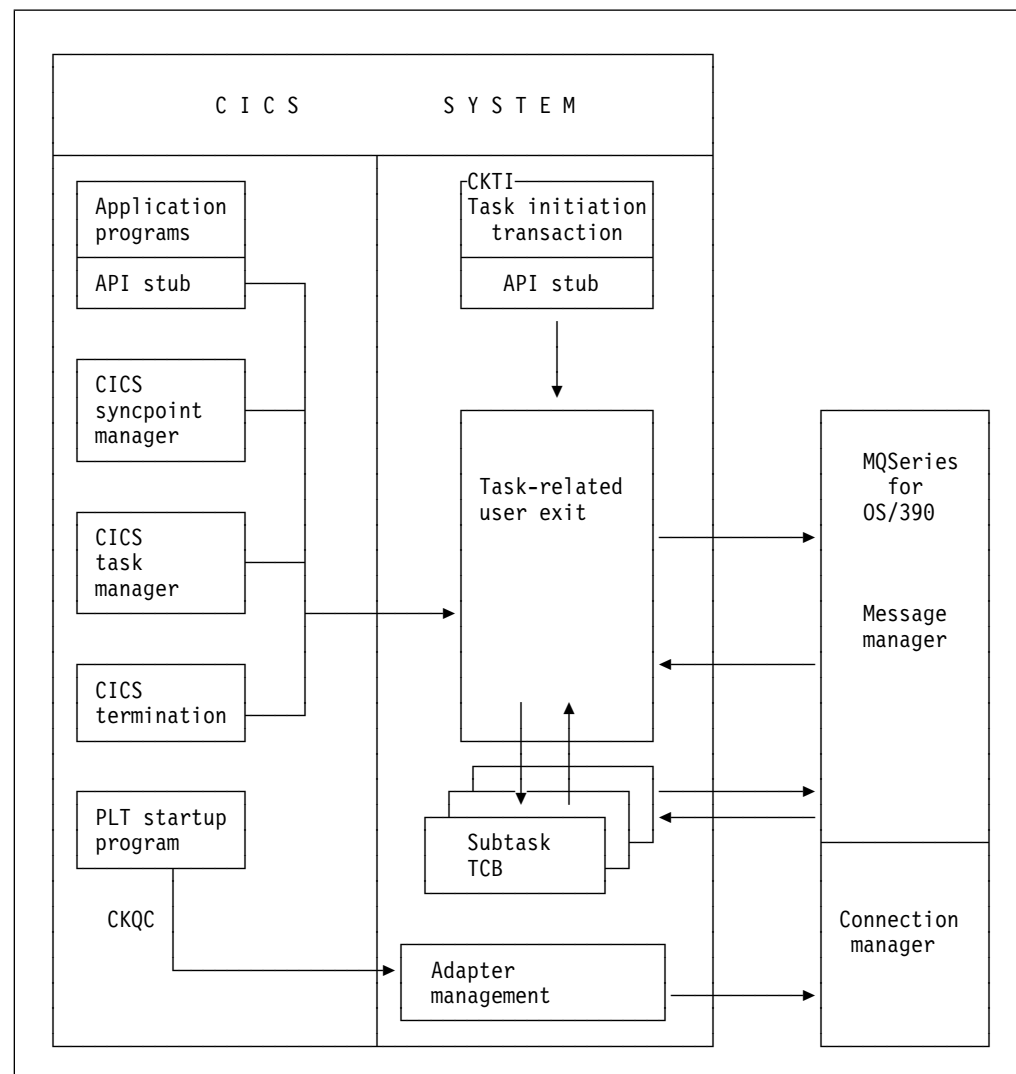 C I C S S Y S T E M
Application
programs
API stub
CICS
syncpoint
manager
CICS
task
manager
CICS
termination
PLT startup
program
CKQC
CKTI
Task initiation
transaction
API stub
Task-related
user exit
Subtask
TCB
Adapter
management
MQSeries
for
OS/390
Message
manager
Connection
manager